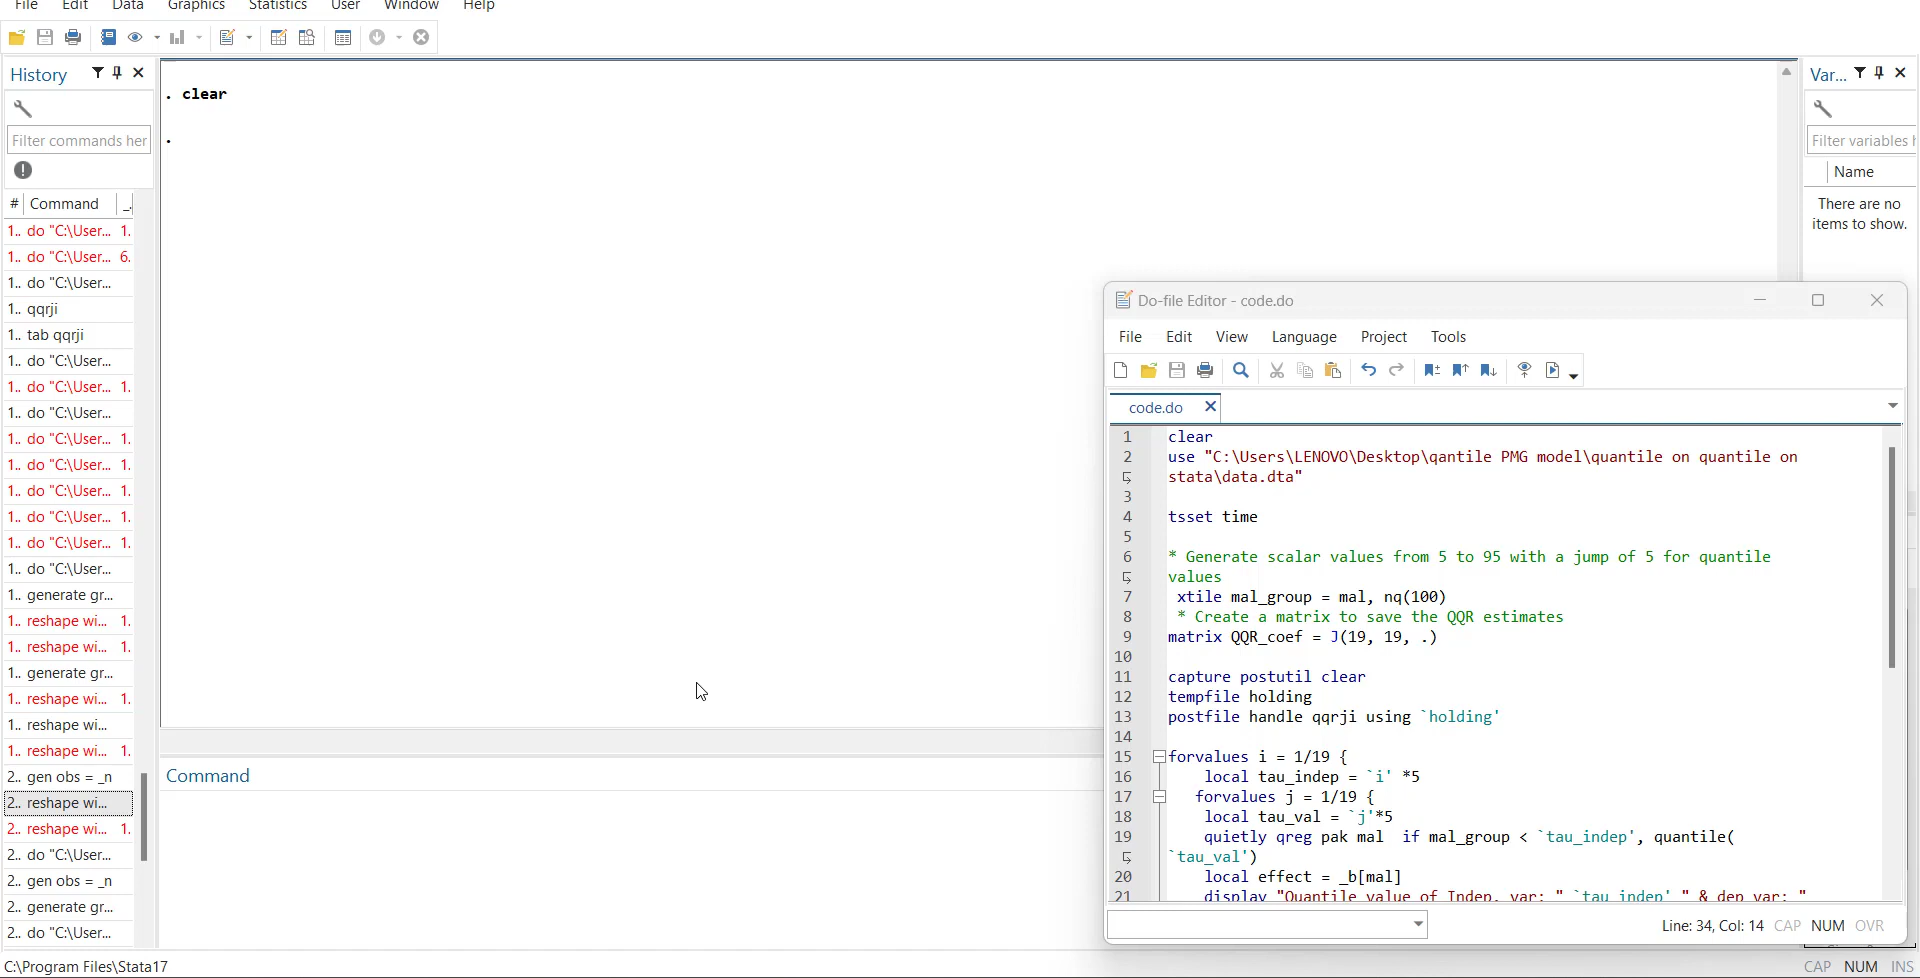 File Edit Data Graphics Statistics User Window Help
History
Var...
. clear
.
Filter commands her
Filter variables
# Command
Name
There are no
items to show.
1.. do "C:\User... 1.
1.. do "C:\User... 6.
1.. do "C:\User...
1.. qqrji
1.. tab qqrji
1.. do "C:\User...
1.. do "C:\User... 1.
1.. do "C:\User...
1.. do "C:\User... 1.
1.. do "C:\User... 1.
1.. do "C:\User... 1.
1.. do "C:\User... 1.
1.. do "C:\User... 1.
1.. do "C:\User...
1.. generate gr...
1.. reshape wi... 1.
1.. reshape wi... 1.
1.. generate gr...
1.. reshape wi... 1.
1.. reshape wi...
1.. reshape wi... 1.
2.. gen obs = _n
2.. reshape wi...
2.. reshape wi... 1.
2.. do "C:\User...
2.. gen obs = _n
2.. generate gr...
2.. do "C:\User...
Command
Do-file Editor - code.do
File Edit View Language Project Tools
code.do
1 clear
2 use "C:\Users\LENOVO\Desktop\qantile PMG model\quantile on quantile on
stata\data.dta"
3
4 tsset time
5
6 * Generate scalar values from 5 to 95 with a jump of 5 for quantile
values
7 xtile mal_group = mal, nq(100)
8 * Create a matrix to save the QQR estimates
9 matrix QQR_coef = J(19, 19, .)
10
11 capture postutil clear
12 tempfile holding
13 postfile handle qqrji using `holding'
14
15 forvalues i = 1/19 {
16 local tau_indep = `i' *5
17 forvalues j = 1/19 {
18 local tau_val = `j'*5
19 quietly qreg pak mal if mal_group < `tau_indep', quantile(
`tau_val')
20 local effect = _b[mal]
21 display "Quantile value of Indep. var: " `tau_indep' " & dep var: "
Line: 34, Col: 14 CAP NUM OVR
C:\Program Files\Stata17
CAP NUM INS